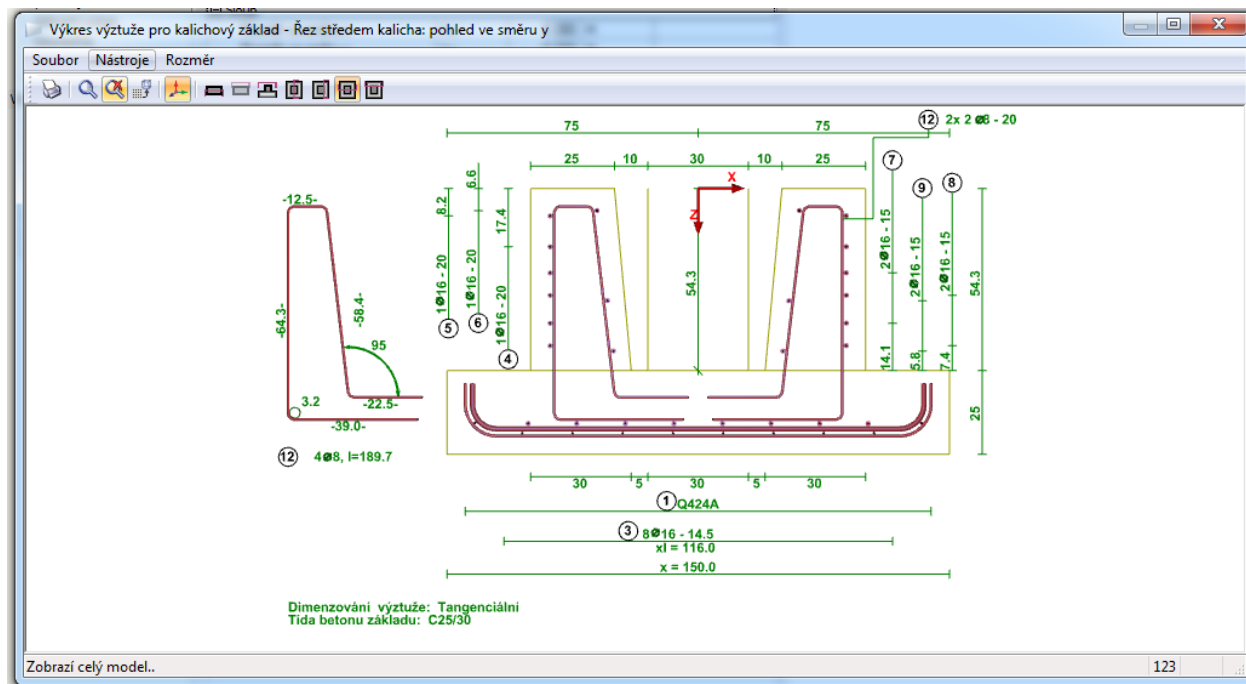 Výkres výztuže pro kalichový základ - Řez středem kalicha: pohled ve směru y
Soubor Nástroje Rozměr
75 75 12 2x 2 ø8 - 20
25 10 30 10 25 7
6.6 X 9 8
-12.5- 8.2 17.4 Z
1ø16 - 20 1ø16 - 20 1ø16 - 20 54.3 2ø16 - 15 2ø16 - 15 2ø16 - 15 54.3
-64.3- -58.4-
5 6 4
95 14.1 5.8 7.4
3.2 -22.5- 25
-39.0-
12 4ø8, l=189.7
30 5 30 5 30
1 Q424A
3 8ø16 - 14.5
xl = 116.0
x = 150.0
Dimenzování výztuže: Tangenciální
Tída betonu základu: C25/30
Zobrazí celý model.. 123